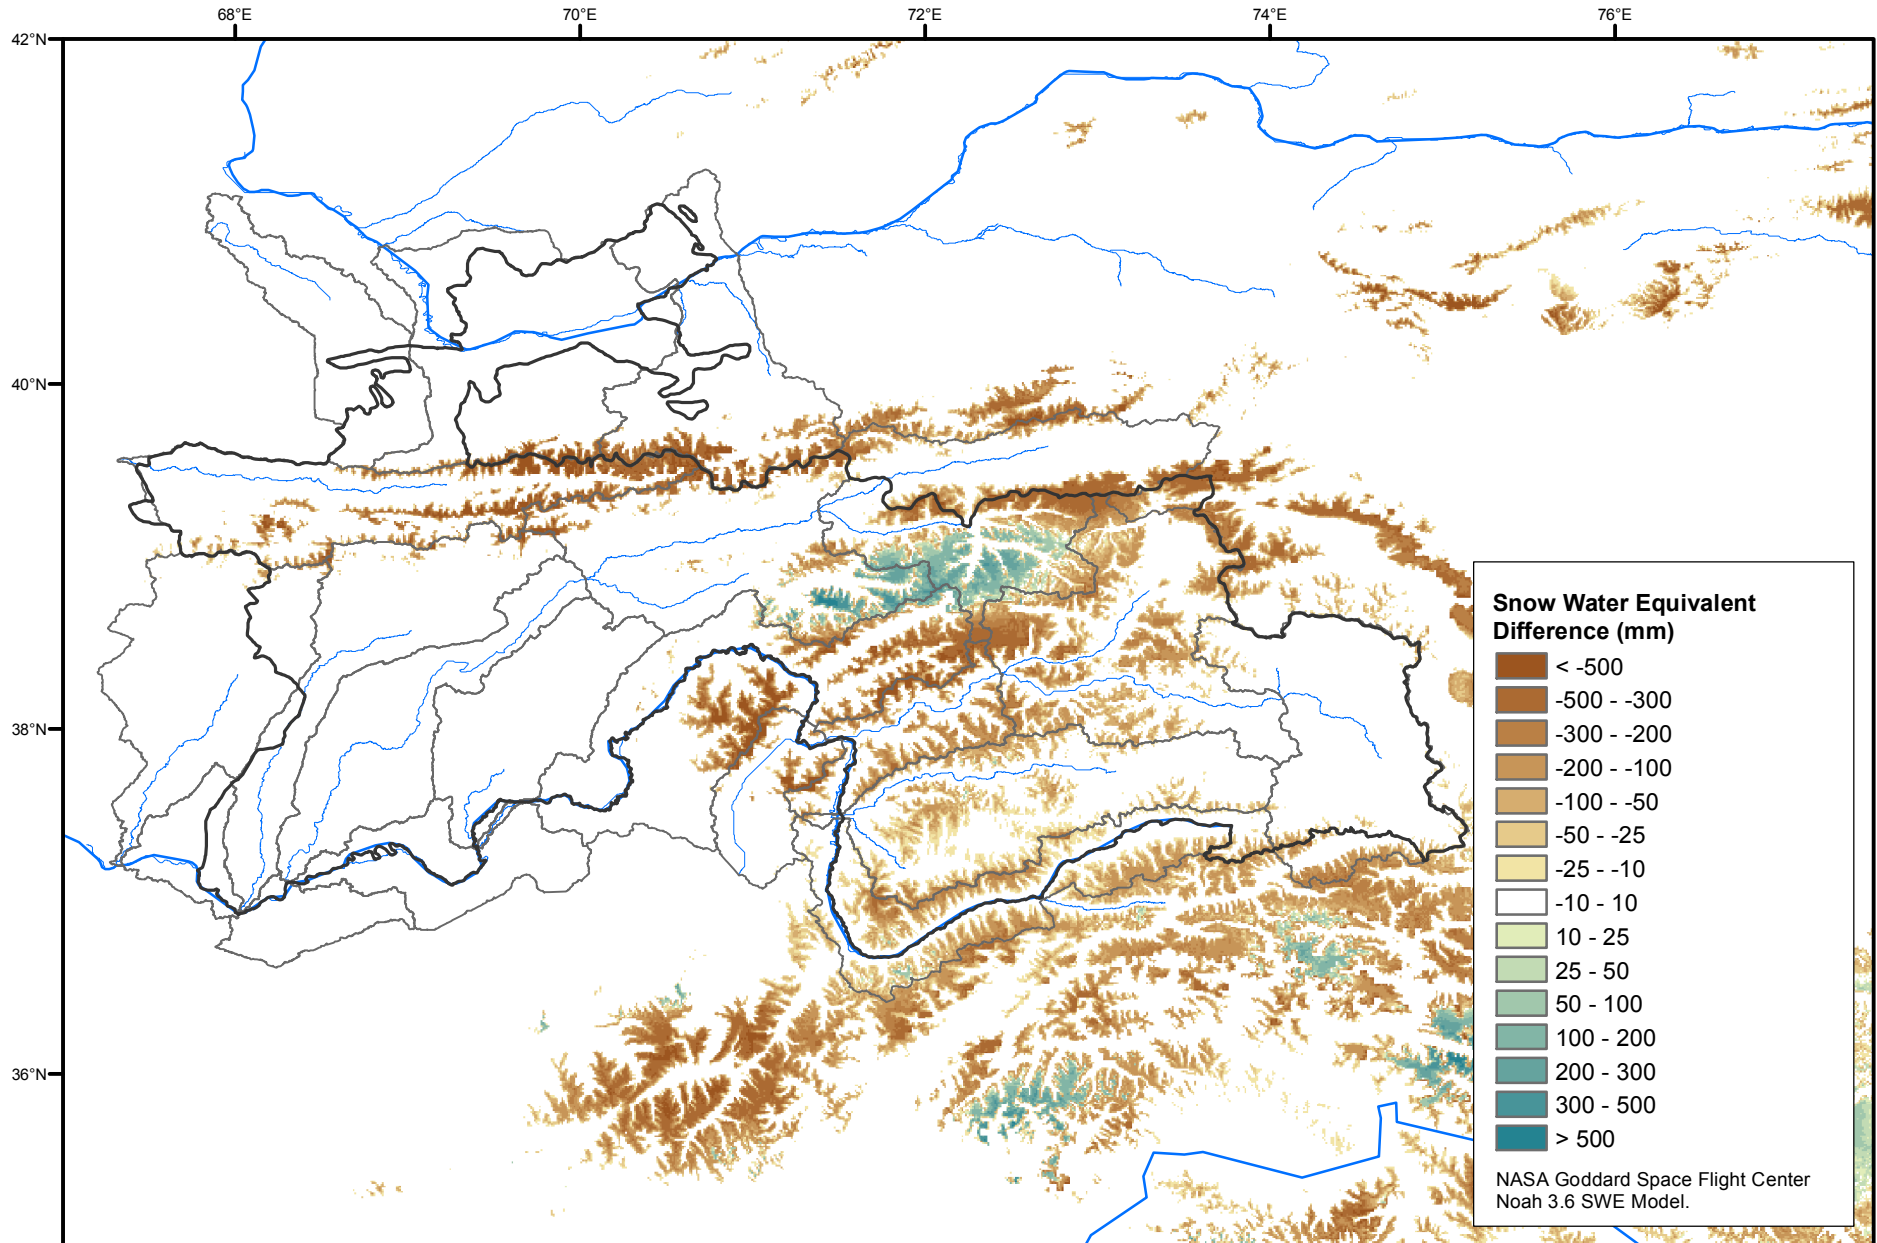 68°E
70°E
72°E
74°E
76°E
42°N
40°N
38°N
36°N
Snow Water Equivalent
Difference (mm)
< -500
-500 - -300
-300 - -200
-200 - -100
-100 - -50
-50 - -25
-25 - -10
-10 - 10
10 - 25
25 - 50
50 - 100
100 - 200
200 - 300
300 - 500
> 500
NASA Goddard Space Flight Center
Noah 3.6 SWE Model.